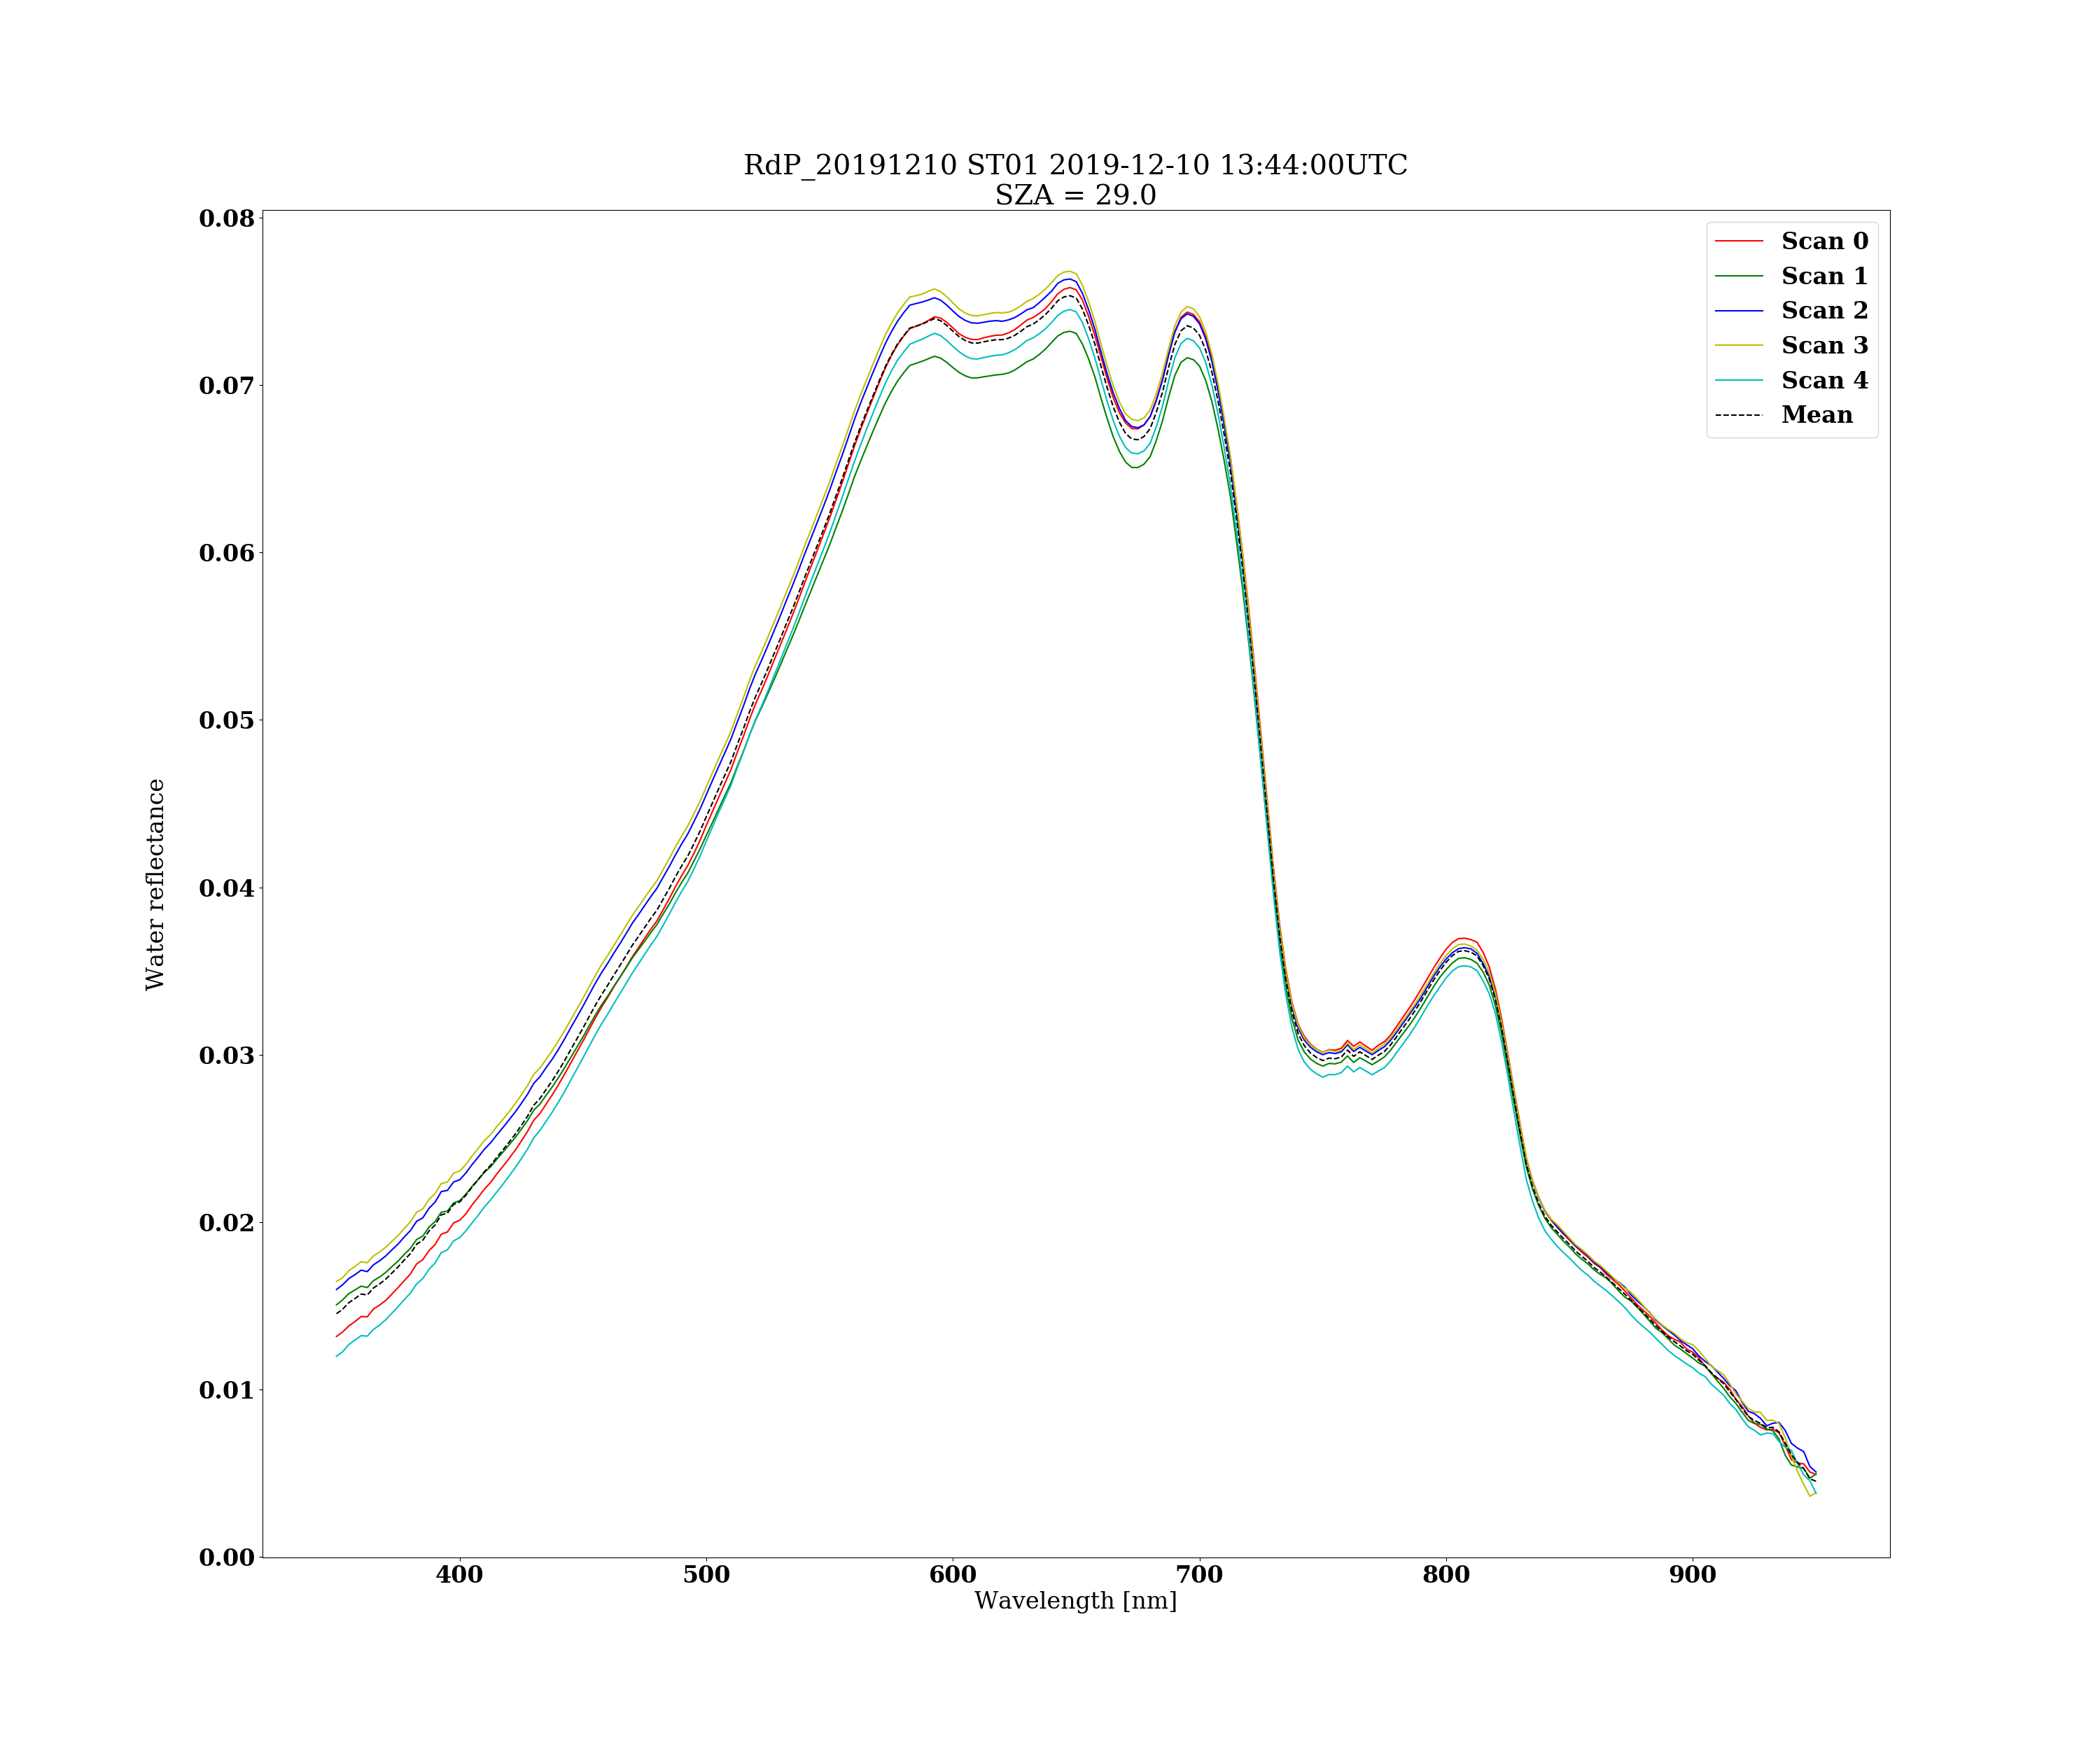 RdP_20191210 ST01 2019-12-10 13:44:00UTC
SZA = 29.0
Scan 0
Scan 1
Scan 2
Scan 3
Scan 4
Mean
0.08
0.07
0.06
0.05
0.04
0.03
0.02
0.01
0.00
Water reflectance
400 500 600 700 800 900
Wavelength [nm]